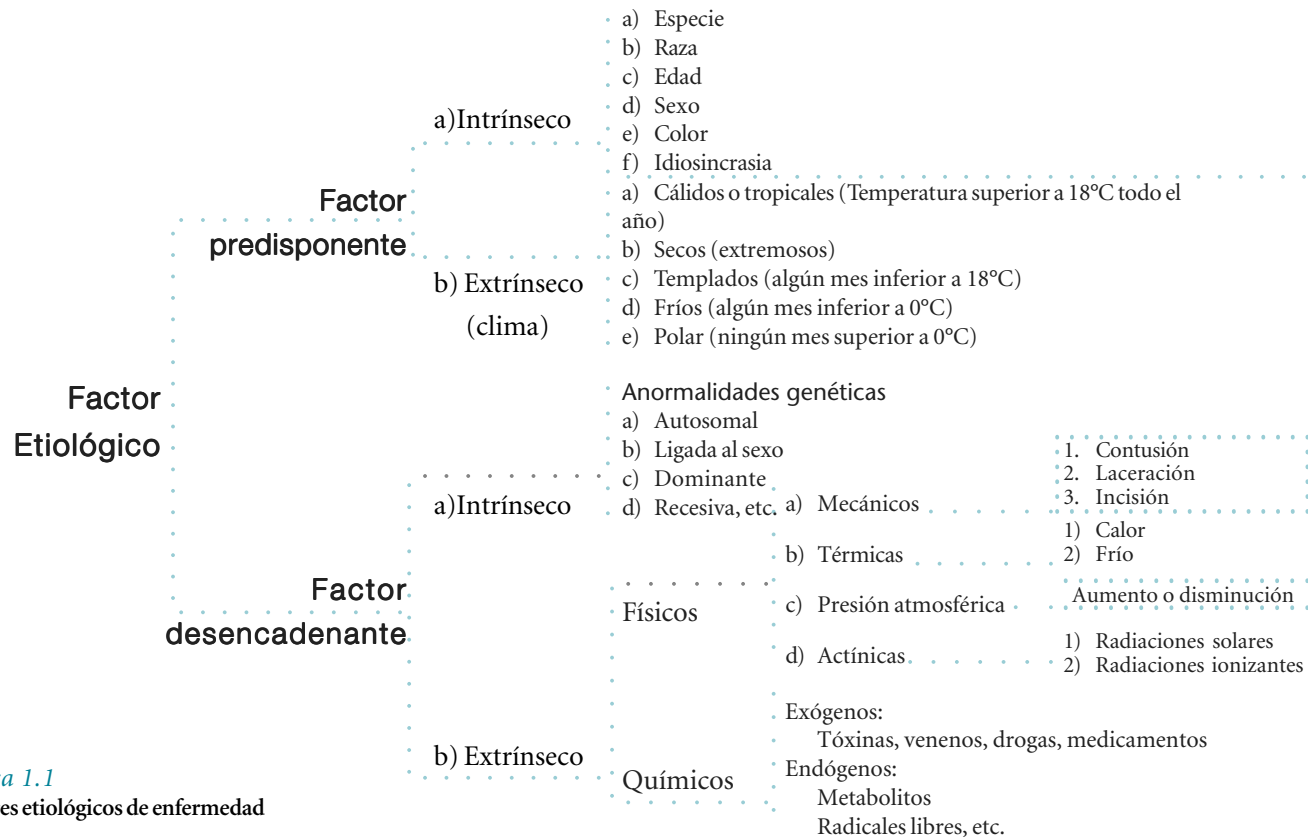 a) Especie
b) Raza
c) Edad
d) Sexo
e) Color
f) Idiosincrasia
a)Intrínseco
Factor
predisponente
a) Cálidos o tropicales (Temperatura superior a 18°C todo el
año)
b) Secos (extremosos)
c) Templados (algún mes inferior a 18°C)
d) Fríos (algún mes inferior a 0°C)
e) Polar (ningún mes superior a 0°C)
b) Extrínseco
(clima)
Factor
Etiológico
Anormalidades genéticas
a) Autosomal
b) Ligada al sexo
c) Dominante
d) Recesiva, etc.
a)Intrínseco
Factor
desencadenante
a) Mecánicos
1. Contusión
2. Laceración
3. Incisión
b) Térmicas
1) Calor
2) Frío
Físicos
c) Presión atmosférica
Aumento o disminución
d) Actínicas
1) Radiaciones solares
2) Radiaciones ionizantes
b) Extrínseco
Químicos
Exógenos:
Tóxinas, venenos, drogas, medicamentos
Endógenos:
Metabolitos
Radicales libres, etc.
a 1.1
es etiológicos de enfermedad